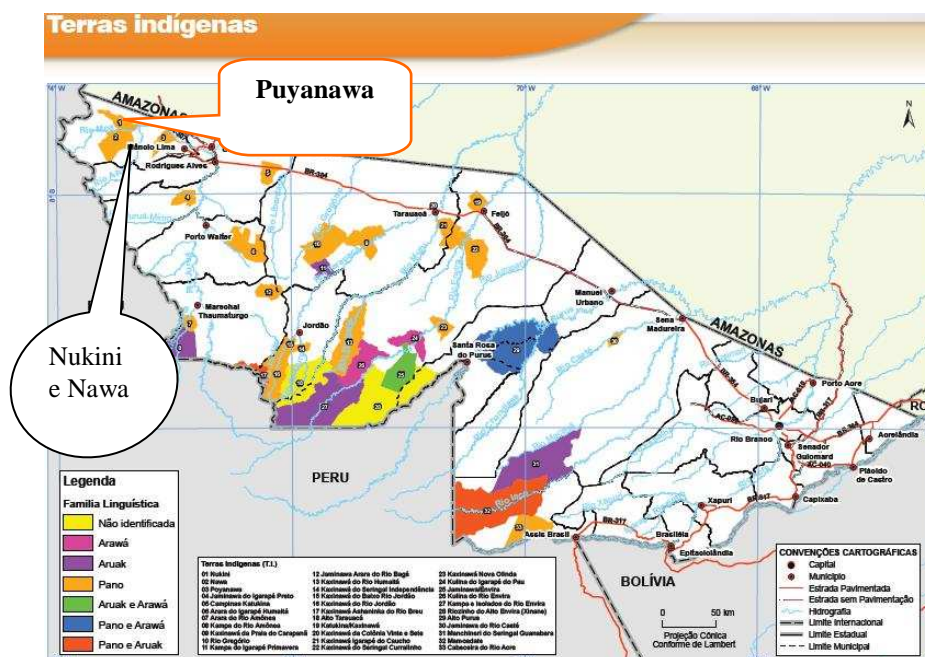 Terras indígenas
Puyanawa
Nukini
e Nawa
74° W
70° W
68° W
N
AMAZONAS
Rodrigues Alves
BR-364
Tarauacá
Feijó
Porto Walter
Marechal
Thaumaturgo
Jordão
Manuel
Urbano
Sena
Madureira
AMAZONAS
Santa Rosa
do Purus
Porto Acre
Bujari
Rio Branco
Senador
Guiomard
Acrelândia
Plácido
de Castro
AC-040
Capixaba
Xapuri
BR-317
Brasiléia
Epitaciolândia
Assis Brasil
BR-317
PERU
BOLÍVIA
Legenda
Família Linguística
Não identificada
Arawá
Aruak
Pano
Aruak e Arawá
Pano e Arawá
Pano e Aruak
Terras Indígenas (T.I.)
01 Nukini
02 Nawa
03 Poyanawa
04 Jaminawa do Igarapé Preto
05 Campinas Katukina
06 Arara do Igarapé Humaitá
07 Arara do Rio Amônea
08 Kampa do Rio Amônea
09 Kaxinawá da Praia do Carapanã
10 Rio Gregório
11 Kampa do Igarapé Primavera
12 Jaminawa Arara do Rio Bagé
13 Kaxinawá do Rio Humaitá
14 Kaxinawá do Seringal Independência
15 Kaxinawá do Baixo Rio Jordão
16 Kaxinawá do Rio Jordão
17 Kaxinawá Ashaninka do Rio Breu
18 Alto Tarauacá
19 Katukina/Kaxinawá
20 Kaxinawá da Colônia Vinte e Seis
21 Kaxinawá Igarapé do Caucho
22 Kaxinawá do Seringal Curralinho
23 Kaxinawá Nova Olinda
24 Kulina do Igarapé do Pau
25 Jaminawa/Envira
26 Kulina do Rio Envira
27 Kampa e Isolados do Rio Envira
28 Riozinho do Alto Envira (Xinane)
29 Alto Purus
30 Jaminawa do Rio Caeté
31 Manchineri do Seringal Guanabara
32 Mamoadate
33 Cabeceira do Rio Acre
0 50 km
Projeção Cônica
Conforme de Lambert
CONVENÇÕES CARTOGRÁFICAS
Capital
Município
Estrada Pavimentada
Estrada sem Pavimentação
Hidrografia
Limite Internacional
Limite Estadual
Limite Municipal